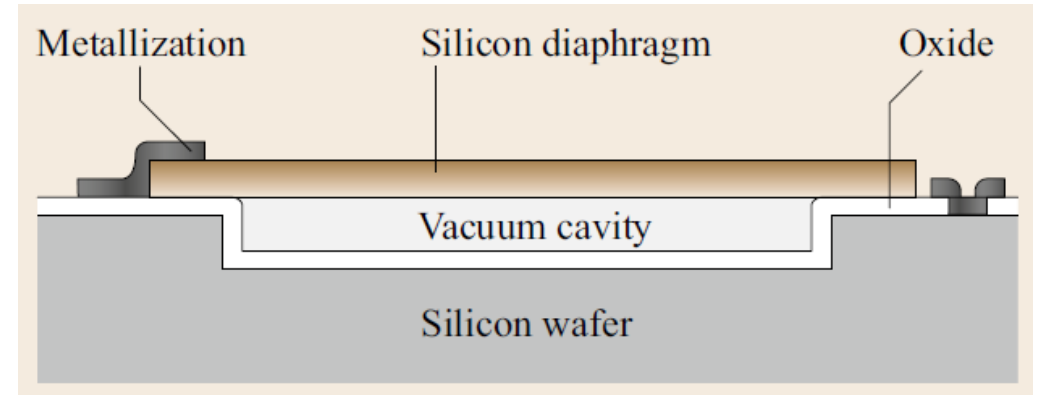 Metallization
Silicon diaphragm
Oxide
Vacuum cavity
Silicon wafer